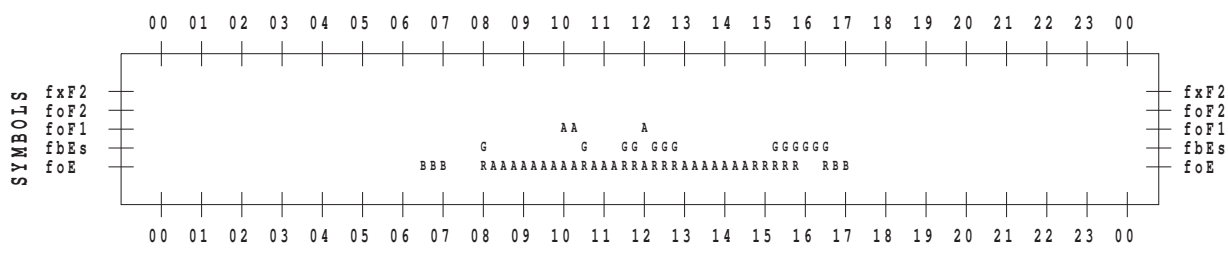 00 01 02 03 04 05 06 07 08 09 10 11 12 13 14 15 16 17 18 19 20 21 22 23 00
SYMBOLS
fxF2 fxF2
foF2 foF2
foF1 AA A foF1
fbEs G G GG GGG GGGGGG fbEs
foE BBB RAAAAAAAAARAAARRARRRAAAAAAARRRRR RBB foE
00 01 02 03 04 05 06 07 08 09 10 11 12 13 14 15 16 17 18 19 20 21 22 23 00